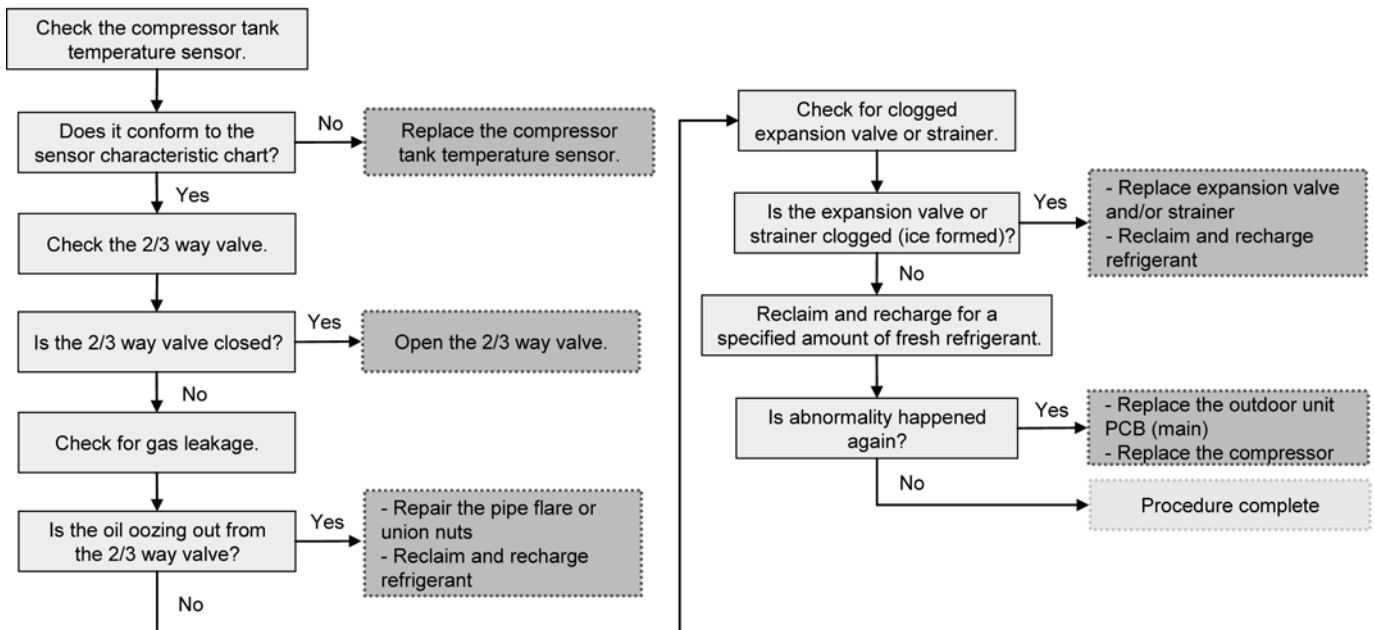 Check the compressor tank
temperature sensor.
Does it conform to the
sensor characteristic chart?
No
Replace the compressor
tank temperature sensor.
Yes
Check the 2/3 way valve.
Is the 2/3 way valve closed?
Yes
Open the 2/3 way valve.
No
Check for gas leakage.
Is the oil oozing out from
the 2/3 way valve?
Yes
- Repair the pipe flare or
union nuts
- Reclaim and recharge
refrigerant
No
Check for clogged
expansion valve or strainer.
Is the expansion valve or
strainer clogged (ice formed)?
Yes
- Replace expansion valve
and/or strainer
- Reclaim and recharge
refrigerant
No
Reclaim and recharge for a
specified amount of fresh refrigerant.
Is abnormality happened
again?
Yes
- Replace the outdoor unit
PCB (main)
- Replace the compressor
No
Procedure complete